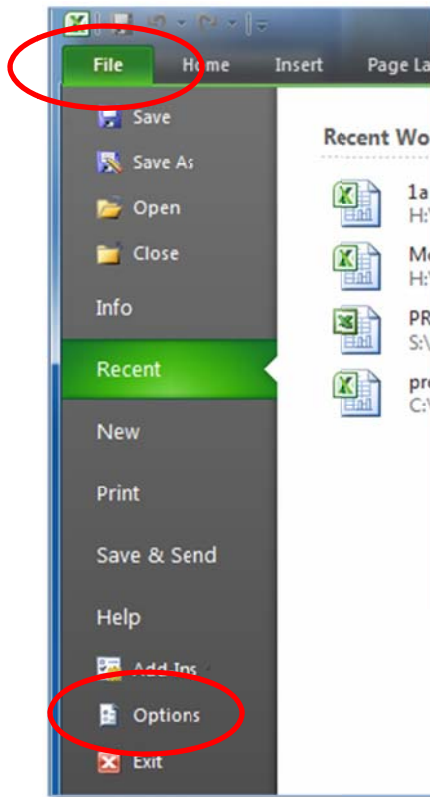 File Home Insert Page La
Save
Save As
Open
Close
Info
Recent
New
Print
Save & Send
Help
Add-Ins
Options
Exit
Recent Wo
1a
H:\
Mo
H:\
PR
S:\
pro
C:\